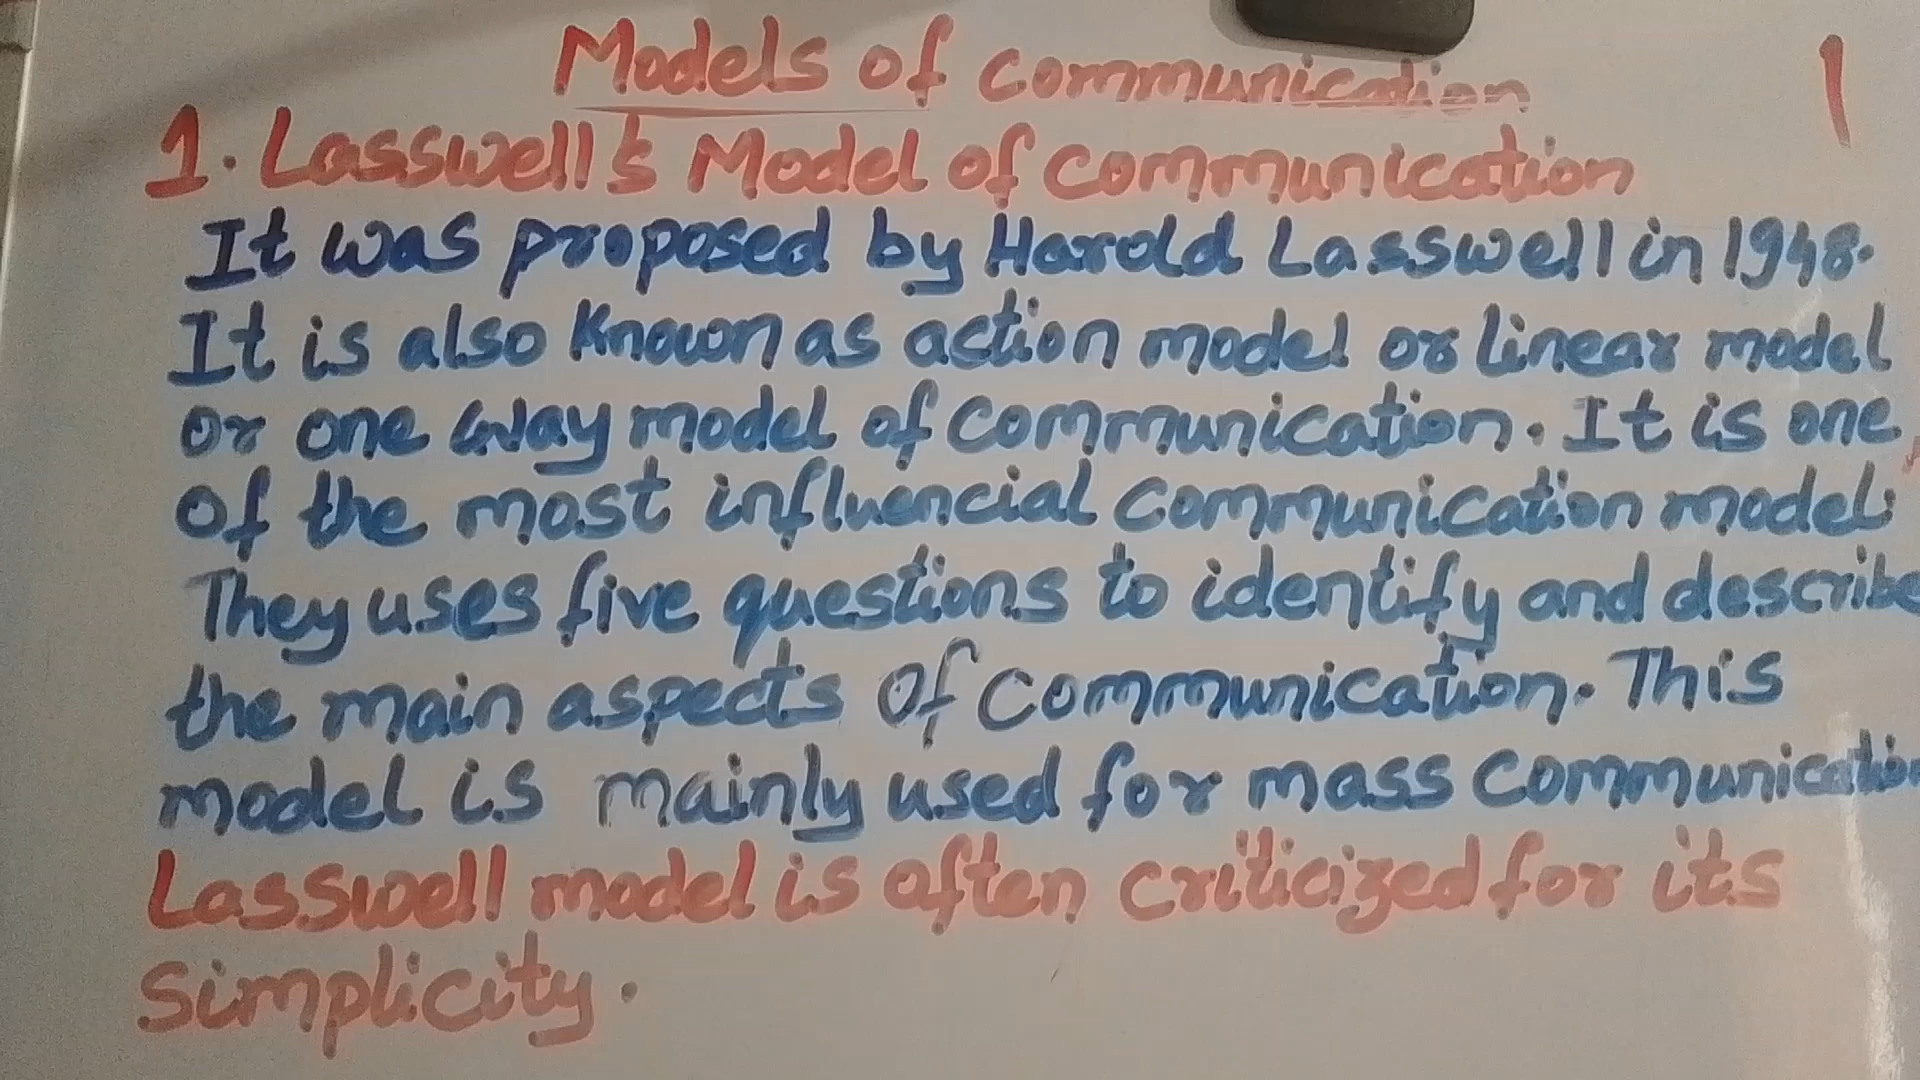 Models of Communication
1
1. Lasswell's Model of Communication
It was proposed by Harold Lasswell in 1948.
It is also Known as action model or linear model
or one way model of Communication. It is one
of the most influencial Communication models
They uses five questions to identify and describe
the main aspects of Communication. This
model is mainly used for mass Communication
Lasswell model is often criticized for its
Simplicity.